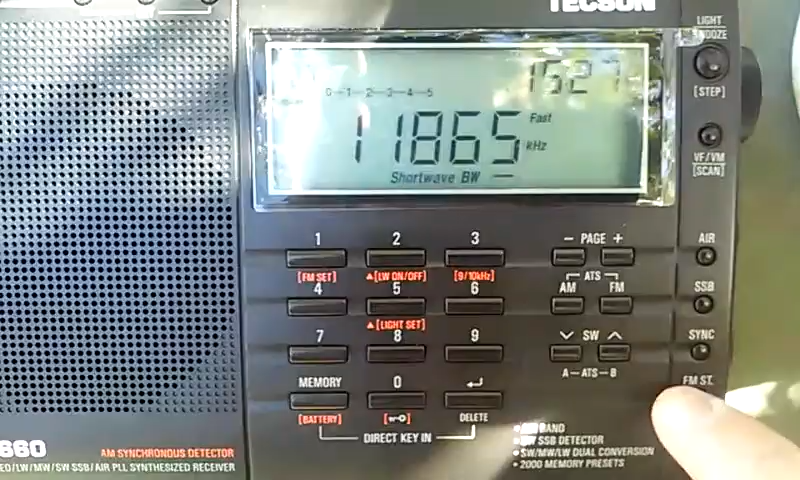 TECSUN
LIGHT
SNOOZE
[STEP]
0-1-2-3-4-5
1527
11865 Fast
kHz
Shortwave BW
VF/VM
[SCAN]
1 2 3
- PAGE +
AIR
[FM SET] [LW ON/OFF] [9/10kHz]
ATS
4 5 6
AM FM
SSB
[LIGHT SET]
7 8 9
SW
SYNC
A-ATS-B
MEMORY 0
FM ST.
[BATTERY] DELETE
DIRECT KEY IN
660
AM SYNCHRONOUS DETECTOR
EO/LW/MW/SW SSB/AIR PLL SYNTHESIZED RECEIVER
BAND
SSB DETECTOR
• SW/MW/LW DUAL CONVERSION
• 2000 MEMORY PRESETS